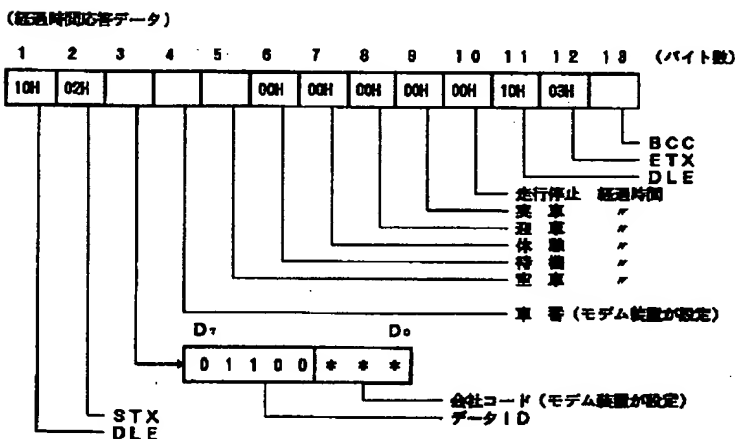 (経過時間応答データ)
1 2 3 4 5 6 7 8 9 10 11 12 13 (バイト数)
10H 02H 00H 00H 00H 00H 00H 10H 03H
BCC
ETX
DLE
走行停止 経過時間
実車 〃
迎車 〃
休憩 〃
待機 〃
空車 〃
車番(モデム装置が設定)
D7 D0
0 1 1 0 0 * * *
会社コード(モデム装置が設定)
データID
STX
DLE